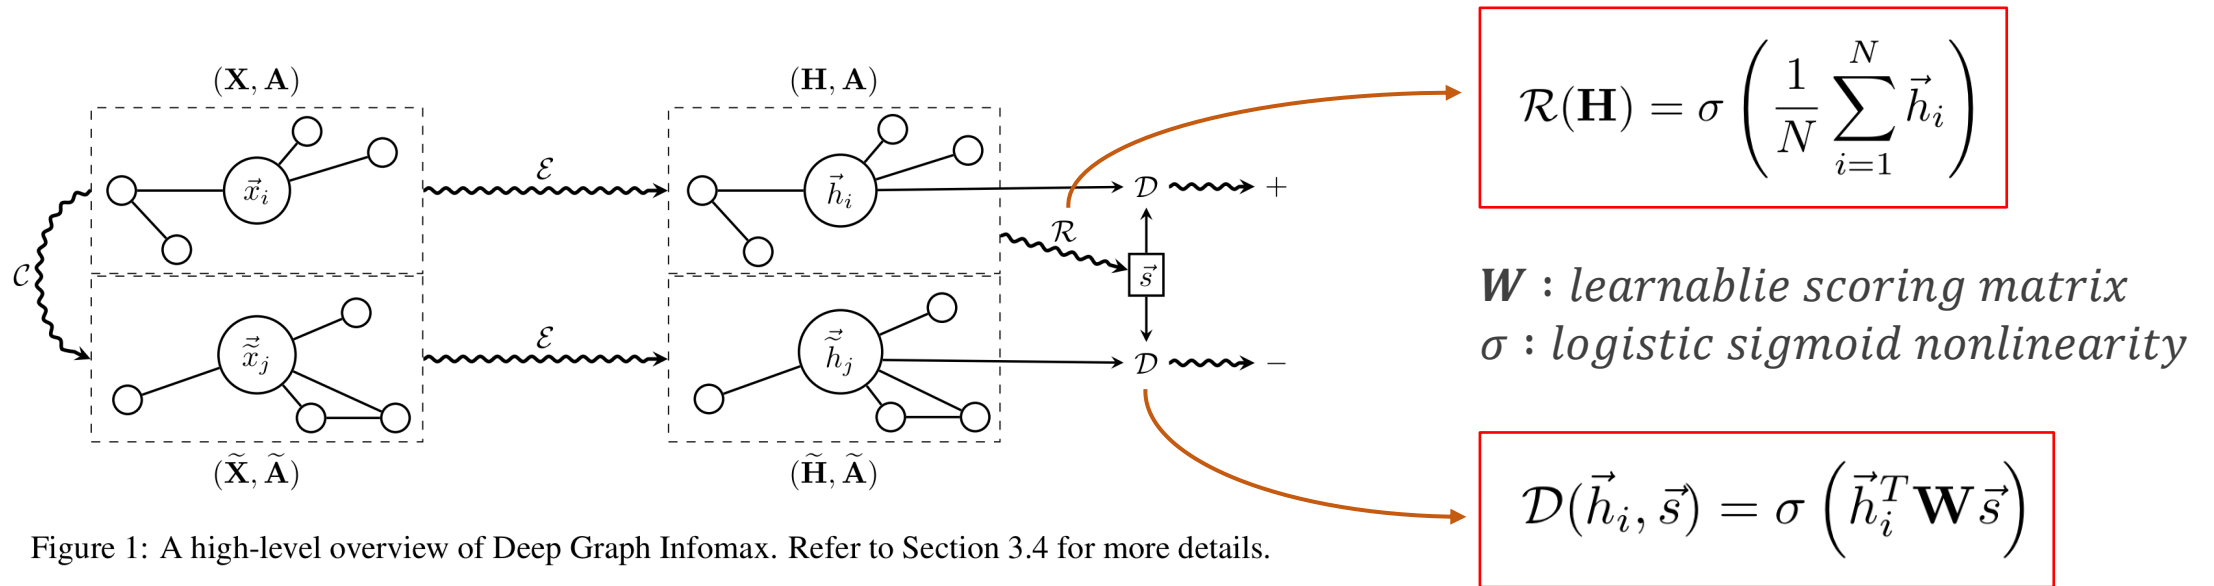 (X, A)
(H, A)
ℛ(H) = σ ( 1/N ∑_{i=1}^{N} h⃗_i )
x⃗_i
ℰ
h⃗_i
𝒟
+
ℛ
𝒞
s⃗
W : learnablie scoring matrix
σ : logistic sigmoid nonlinearity
x̃⃗_j
ℰ
h̃⃗_j
𝒟
−
(X̃, Ã)
(H̃, Ã)
𝒟(h⃗_i, s⃗) = σ ( h⃗_i^T W s⃗ )
Figure 1: A high-level overview of Deep Graph Infomax. Refer to Section 3.4 for more details.